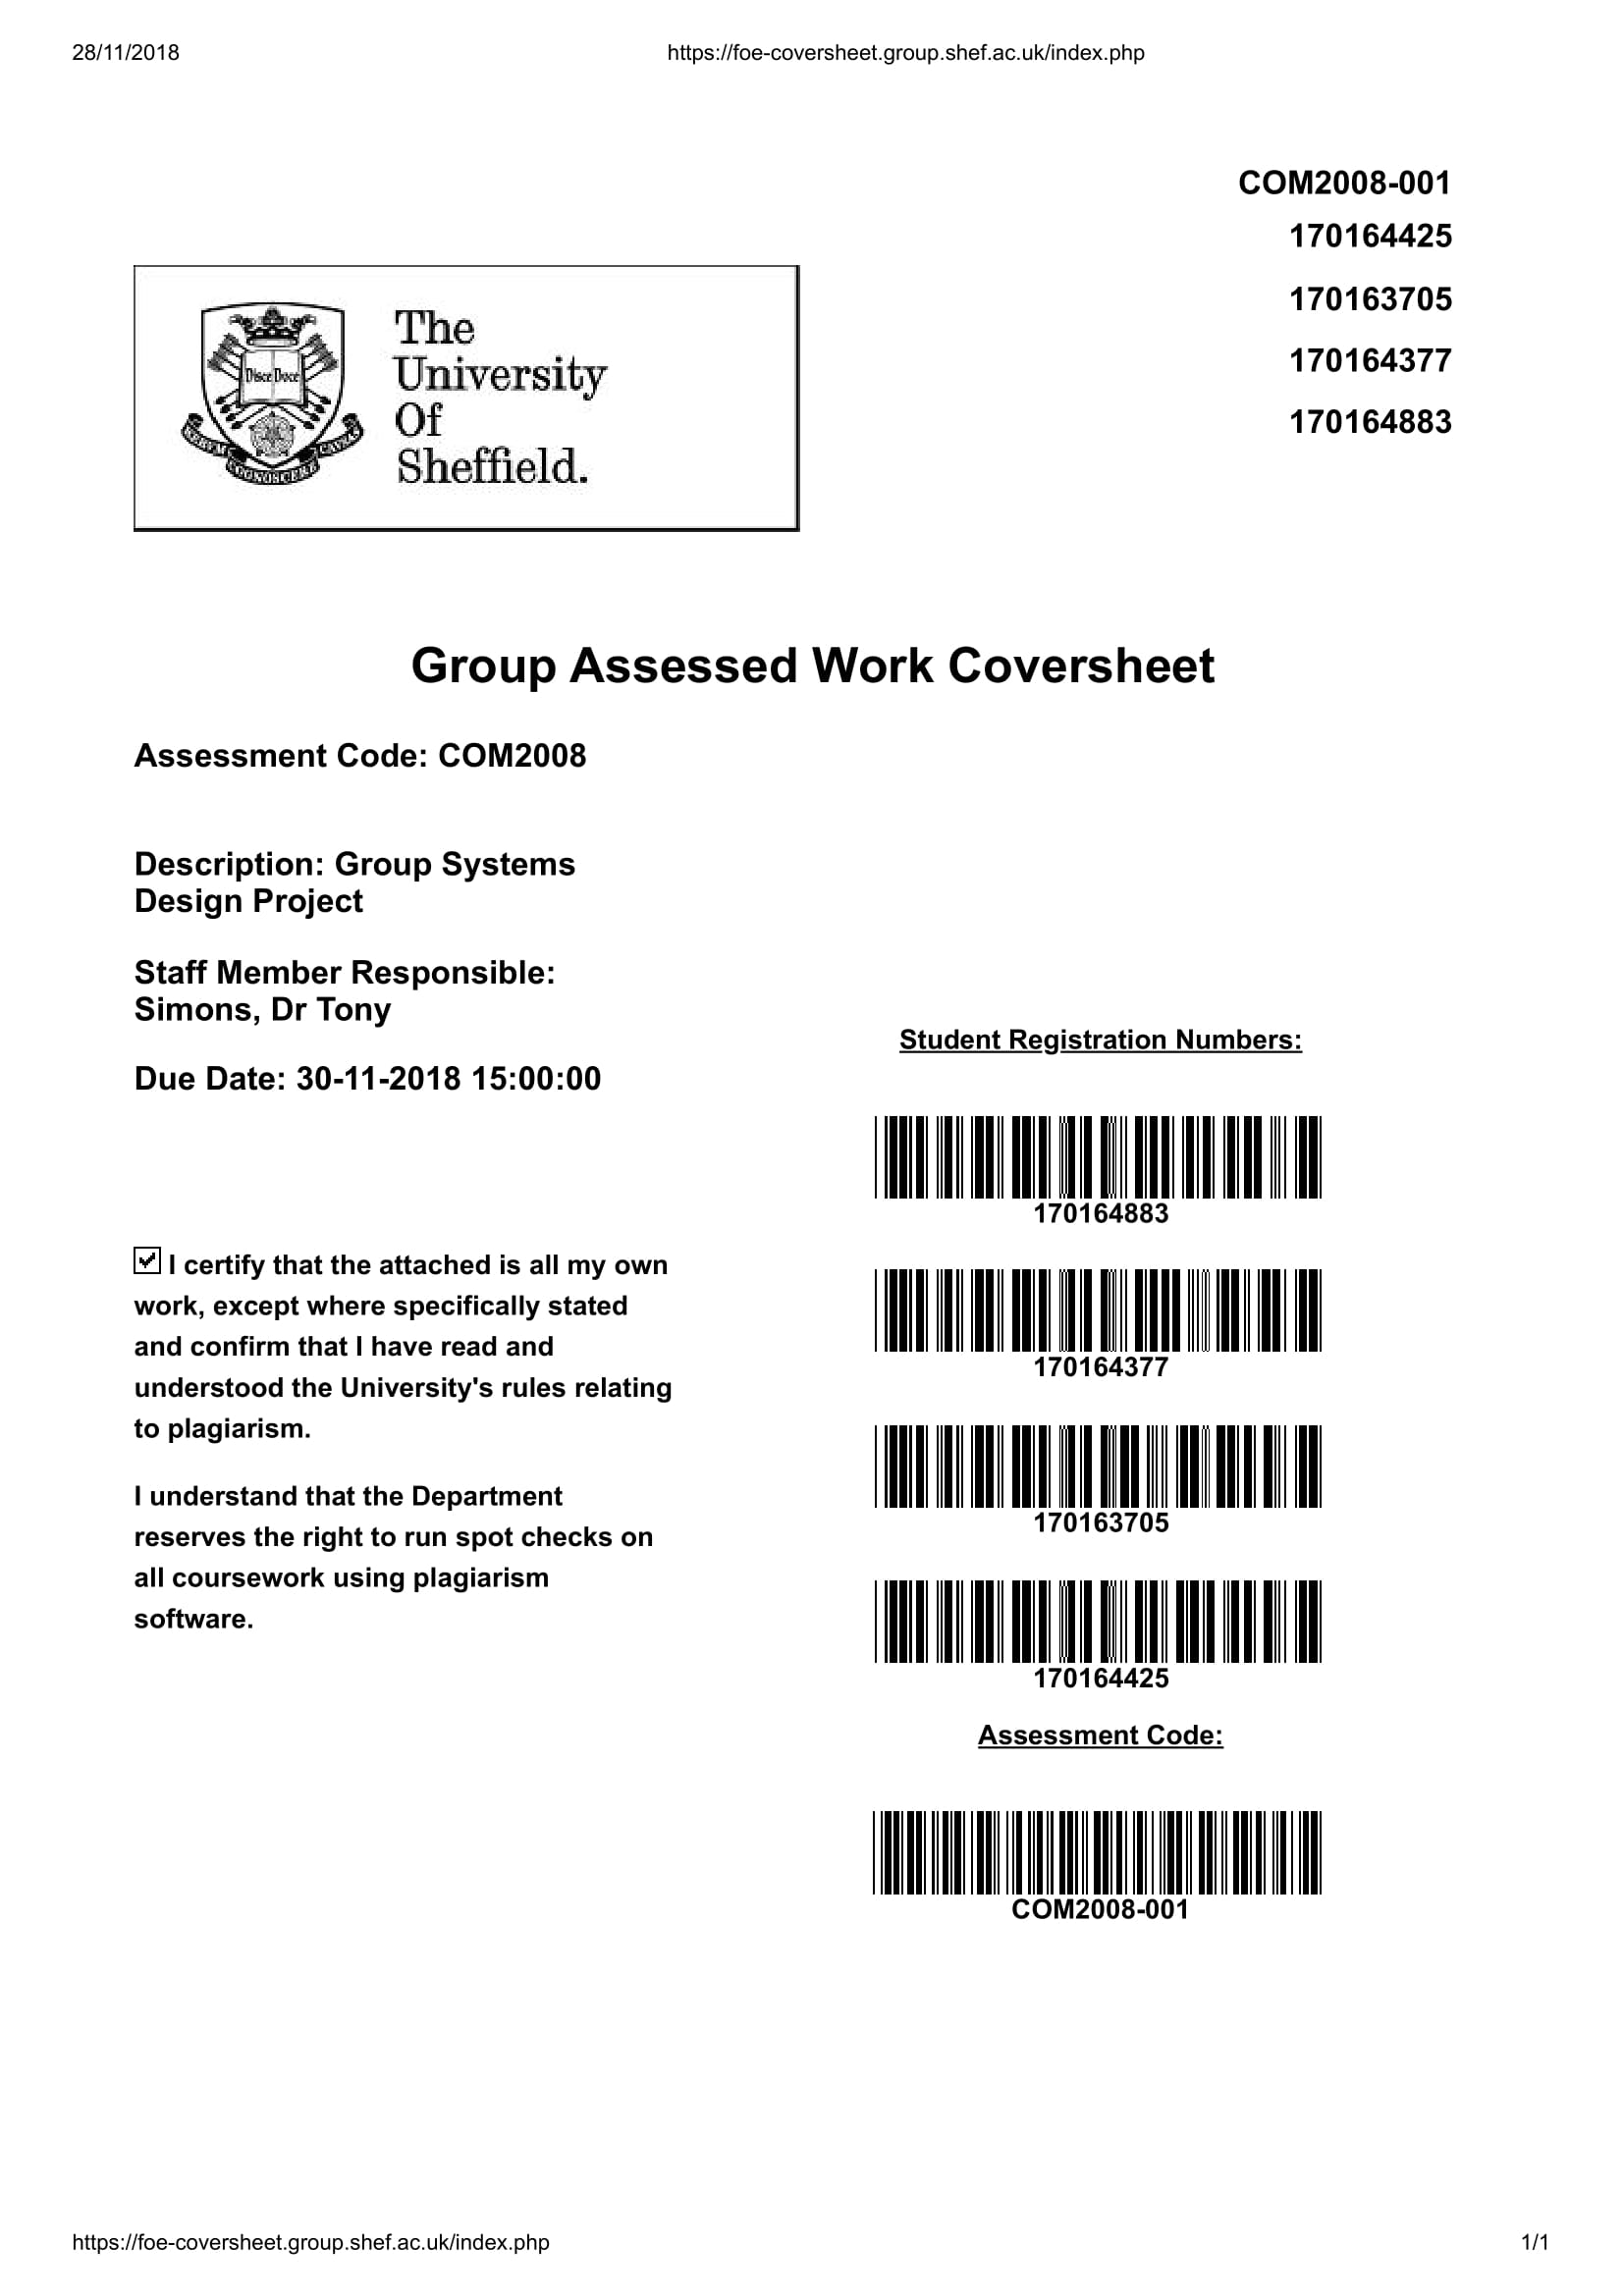 28/11/2018 https://foe-coversheet.group.shef.ac.uk/index.php
COM2008-001
170164425
170163705
170164377
170164883
Disce Doce
The
University
Of
Sheffield.
Group Assessed Work Coversheet
Assessment Code: COM2008
Description: Group Systems
Design Project
Staff Member Responsible:
Simons, Dr Tony
Due Date: 30-11-2018 15:00:00
I certify that the attached is all my own
work, except where specifically stated
and confirm that I have read and
understood the University's rules relating
to plagiarism.
I understand that the Department
reserves the right to run spot checks on
all coursework using plagiarism
software.
Student Registration Numbers:
170164883
170164377
170163705
170164425
Assessment Code:
COM2008-001
https://foe-coversheet.group.shef.ac.uk/index.php 1/1